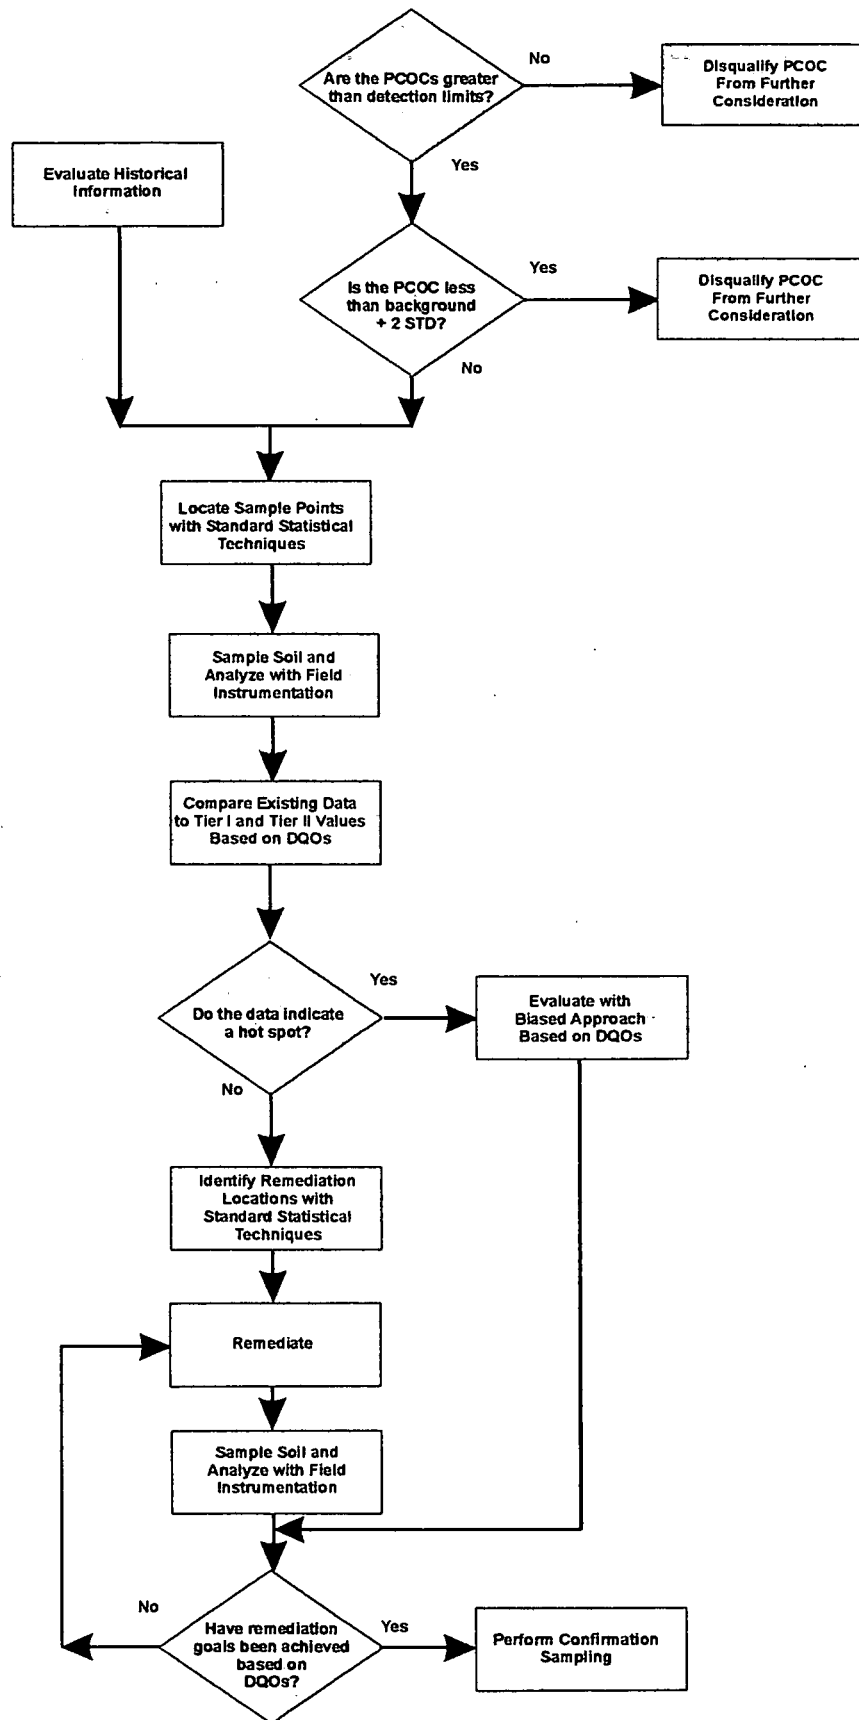 Are the PCOCs greater
than detection limits?
No
Disqualify PCOC
From Further
Consideration
Yes
Evaluate Historical
Information
Is the PCOC less
than background
+ 2 STD?
Yes
Disqualify PCOC
From Further
Consideration
No
Locate Sample Points
with Standard Statistical
Techniques
Sample Soil and
Analyze with Field
Instrumentation
Compare Existing Data
to Tier I and Tier II Values
Based on DQOs
Do the data indicate
a hot spot?
Yes
Evaluate with
Biased Approach
Based on DQOs
No
Identify Remediation
Locations with
Standard Statistical
Techniques
Remediate
Sample Soil and
Analyze with Field
Instrumentation
No
Have remediation
goals been achieved
based on
DQOs?
Yes
Perform Confirmation
Sampling